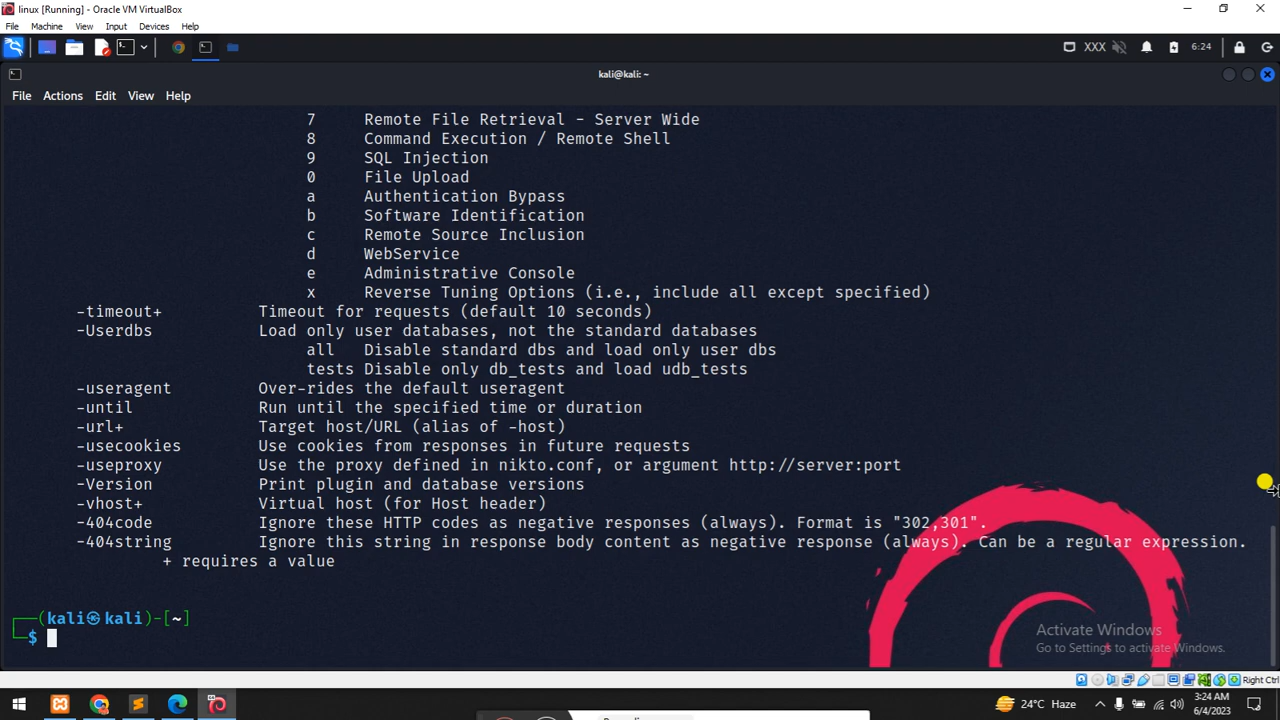 linux [Running] - Oracle VM VirtualBox
File Machine View Input Devices Help
XXX 6:24
kali@kali: ~
File Actions Edit View Help
7 Remote File Retrieval - Server Wide
8 Command Execution / Remote Shell
9 SQL Injection
0 File Upload
a Authentication Bypass
b Software Identification
c Remote Source Inclusion
d WebService
e Administrative Console
x Reverse Tuning Options (i.e., include all except specified)
-timeout+ Timeout for requests (default 10 seconds)
-Userdbs Load only user databases, not the standard databases
all Disable standard dbs and load only user dbs
tests Disable only db_tests and load udb_tests
-useragent Over-rides the default useragent
-until Run until the specified time or duration
-url+ Target host/URL (alias of -host)
-usecookies Use cookies from responses in future requests
-useproxy Use the proxy defined in nikto.conf, or argument http://server:port
-Version Print plugin and database versions
-vhost+ Virtual host (for Host header)
-404code Ignore these HTTP codes as negative responses (always). Format is "302,301".
-404string Ignore this string in response body content as negative response (always). Can be a regular expression.
+ requires a value
(kali㉿kali)-[~]
$
Activate Windows
Go to Settings to activate Windows.
Right Ctrl
24°C Haze
3:24 AM
6/4/2023